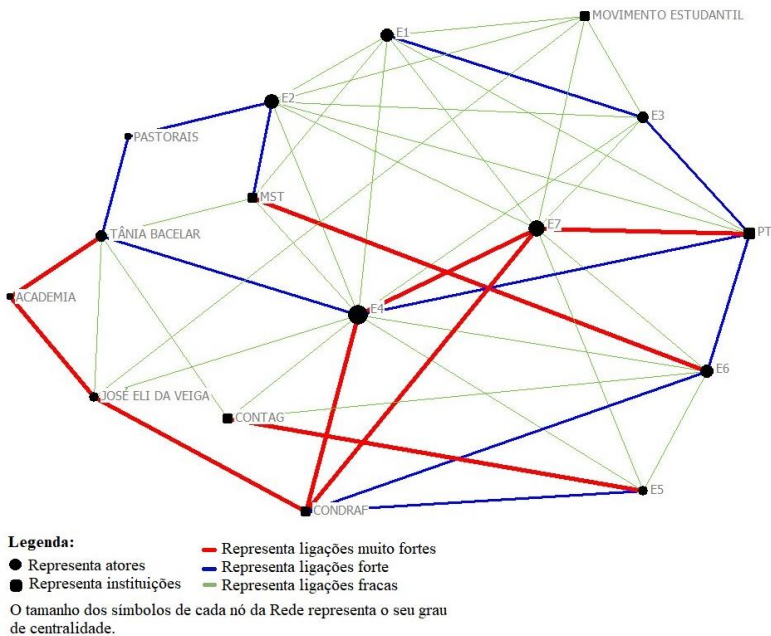 MOVIMENTO ESTUDANTIL
E1
E2
E3
PASTORAIS
MST
TÂNIA BACELAR
E7
PT
ACADEMIA
E4
E6
JOSÉ ELI DA VEIGA
CONTAG
E5
CONDRAF
Legenda:
Representa atores
Representa instituições
Representa ligações muito fortes
Representa ligações forte
Representa ligações fracas
O tamanho dos símbolos de cada nó da Rede representa o seu grau
de centralidade.